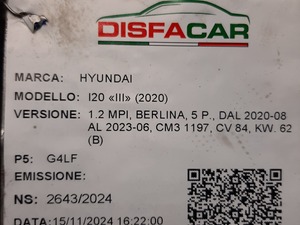 DISFACAR
MARCA: HYUNDAI
MODELLO: I20 «III» (2020)
VERSIONE: 1.2 MPI, BERLINA, 5 P., DAL 2020-08
AL 2023-06, CM3 1197, CV 84, KW. 62
(B)
P5: G4LF
EMISSIONE:
NS: 2643/2024
DATA: 15/11/2024 16:22:00